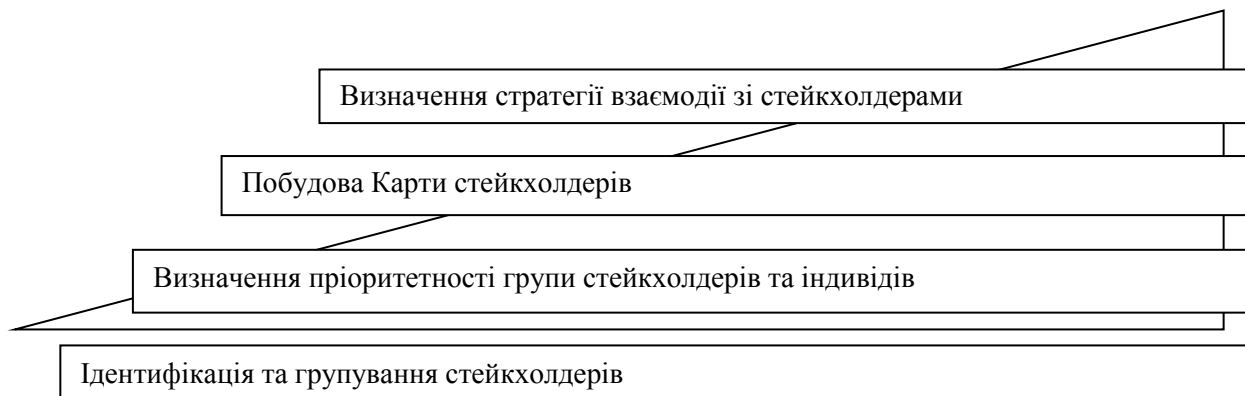 Визначення стратегії взаємодії зі стейкхолдерами
Побудова Карти стейкхолдерів
Визначення пріоритетності групи стейкхолдерів та індивідів
Ідентифікація та групування стейкхолдерів